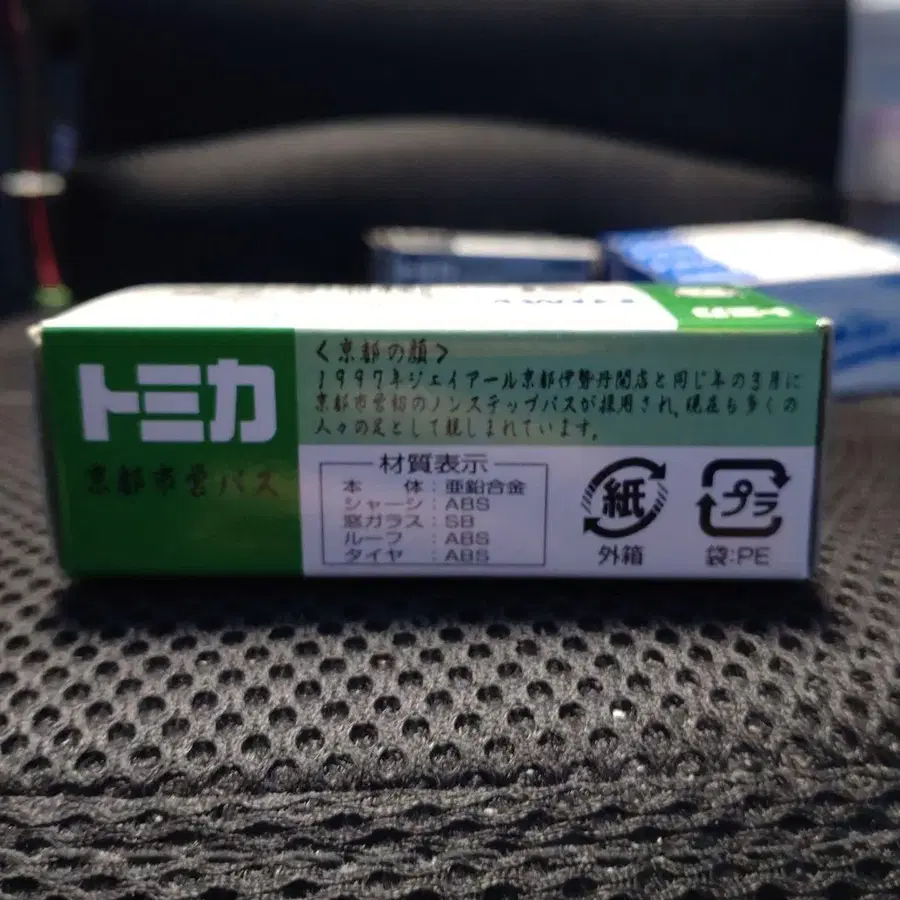 トミカ
トミカ
京都市営バス
<京都の顔>
1997年ジェイアール京都伊勢丹開店と同じ年の3月に
京都市営初のノンステップバスが採用され、現在も多くの
人々の足として親しまれています。
材質表示
本 体:亜鉛合金
シャーシ:ABS
窓ガラス:SB
ルーフ:ABS
タイヤ:ABS
紙
外箱
プラ
袋:PE